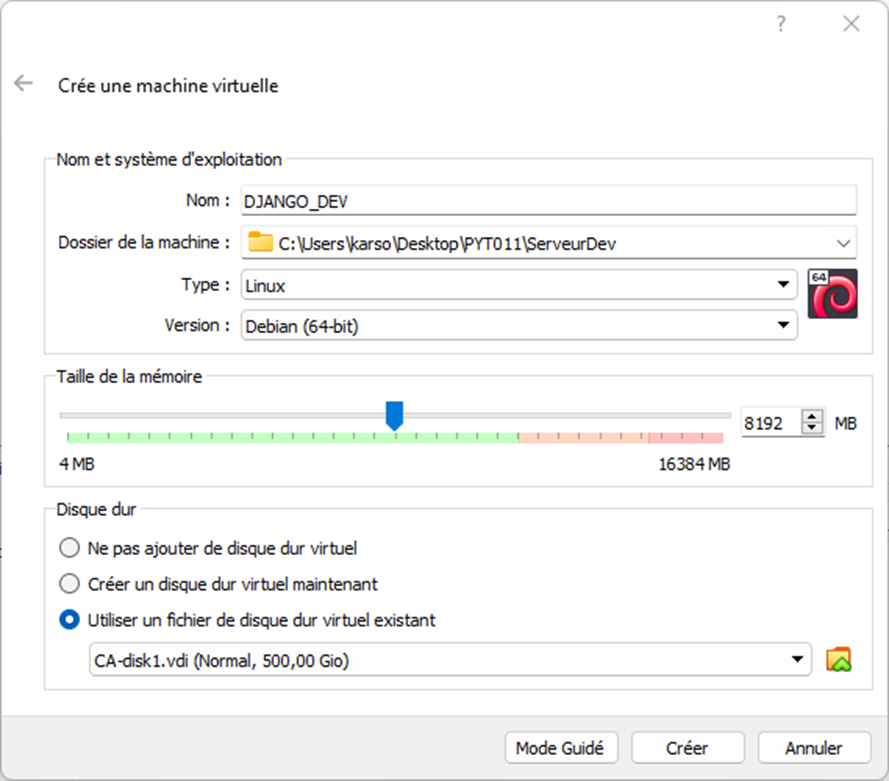 ?
Crée une machine virtuelle
Nom et système d'exploitation
Nom : DJANGO_DEV
Dossier de la machine : C:\Users\karso\Desktop\PYT011\ServeurDev
Type : Linux
64
Version : Debian (64-bit)
Taille de la mémoire
8192 MB
4 MB 16384 MB
Disque dur
Ne pas ajouter de disque dur virtuel
Créer un disque dur virtuel maintenant
Utiliser un fichier de disque dur virtuel existant
CA-disk1.vdi (Normal, 500,00 Gio)
Mode Guidé Créer Annuler